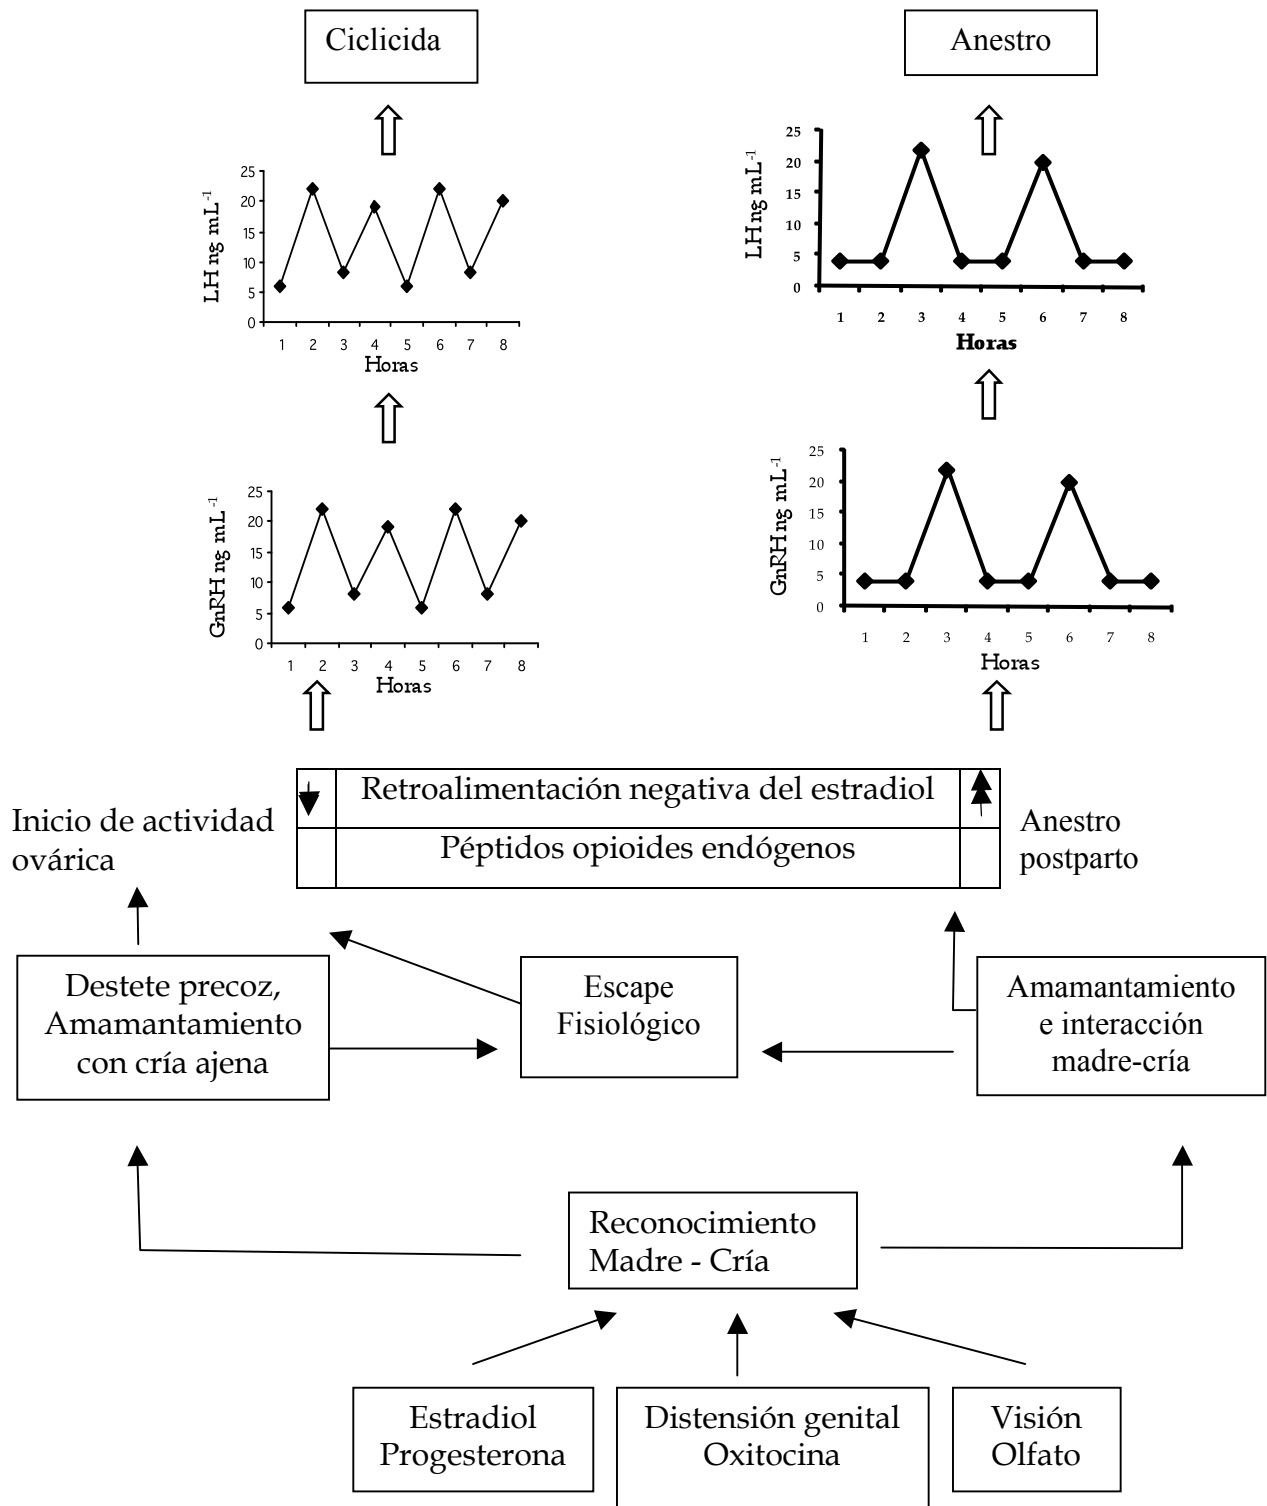 Ciclicida
Anestro
25
20
15
10
5
0
LH ng mL-1
1 2 3 4 5 6 7 8
Horas
25
20
15
10
5
0
LH ng mL-1
1 2 3 4 5 6 7 8
Horas
25
20
15
10
5
0
GnRH ng mL-1
1 2 3 4 5 6 7 8
Horas
25
20
15
10
5
0
GnRH ng mL-1
1 2 3 4 5 6 7 8
Horas
Inicio de actividad
ovárica
Retroalimentación negativa del estradiol
Péptidos opioides endógenos
Anestro
postparto
Destete precoz,
Amamantamiento
con cría ajena
Escape
Fisiológico
Amamantamiento
e interacción
madre-cría
Reconocimiento
Madre - Cría
Estradiol
Progesterona
Distensión genital
Oxitocina
Visión
Olfato